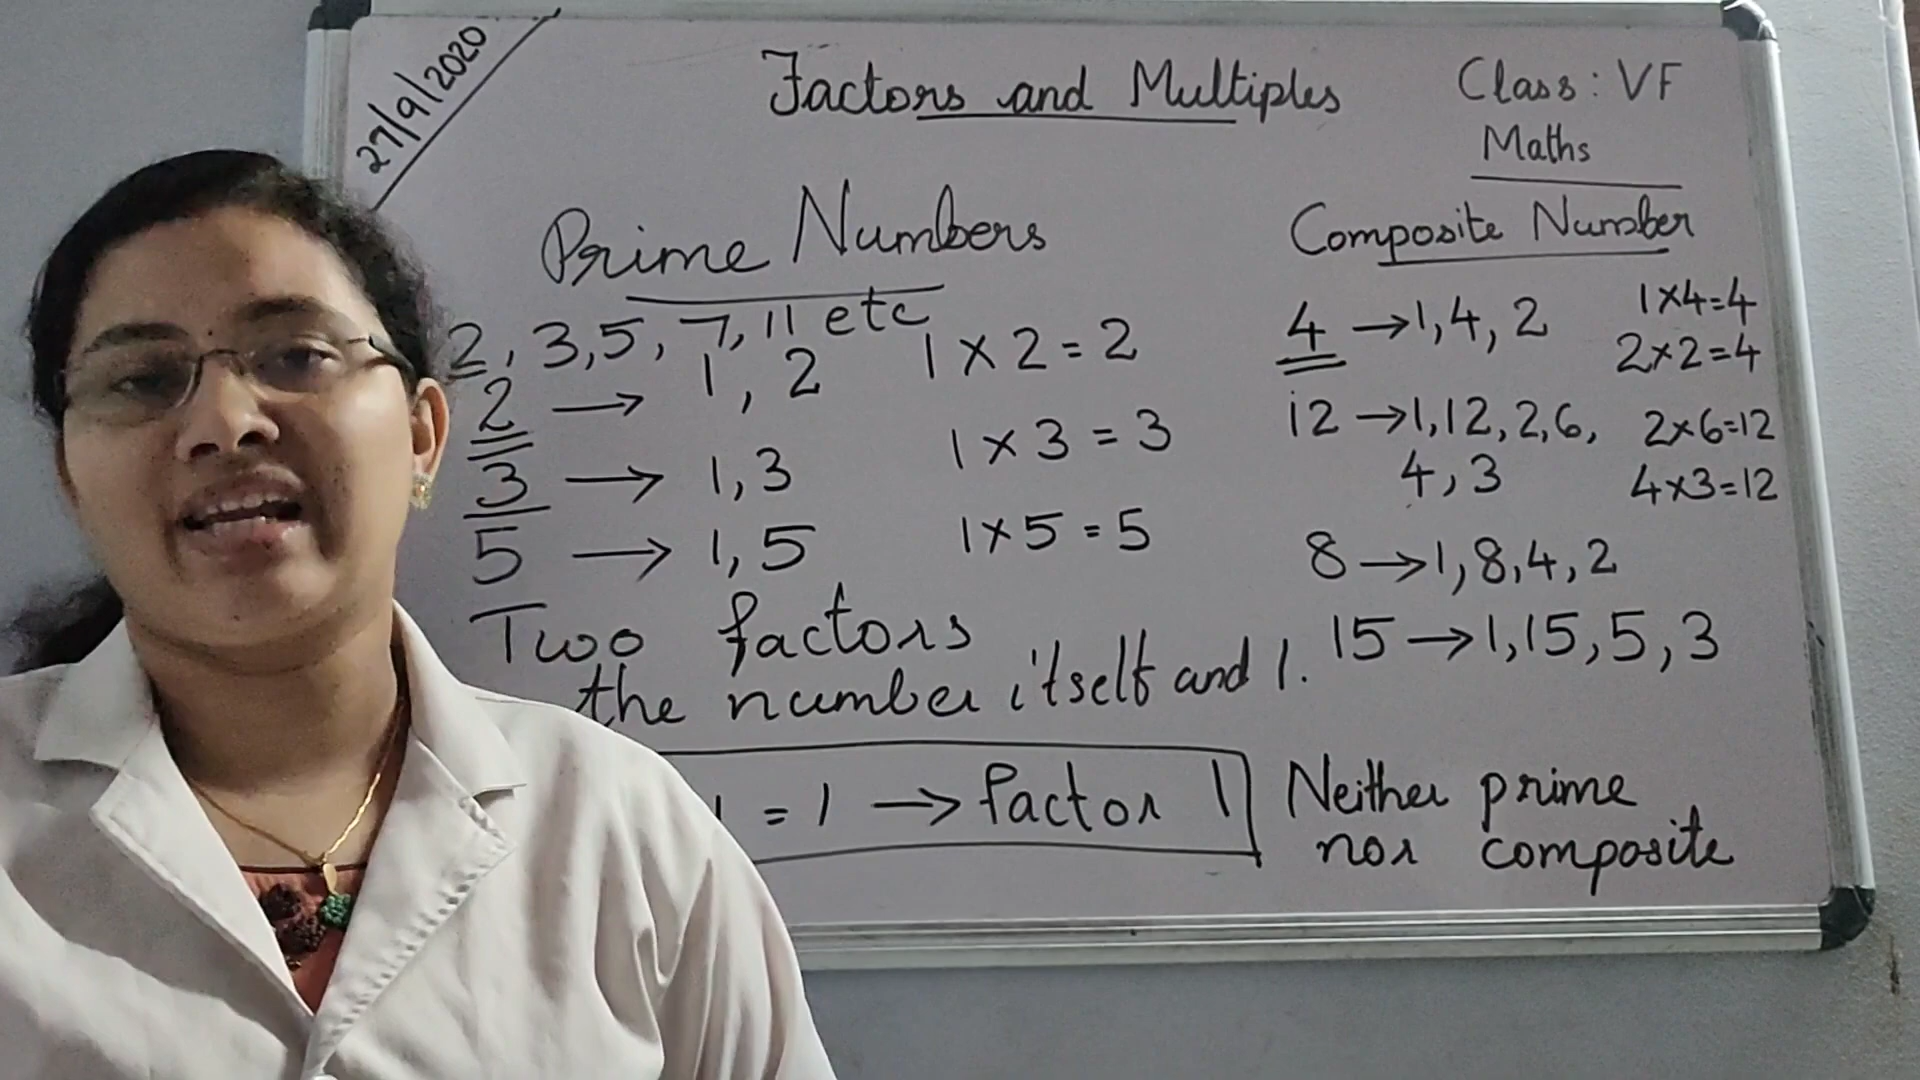 27/9/2020
Factors and Multiples
Class: VF
Maths
Prime Numbers
2, 3, 5, 7, 11 etc
2 → 1, 2 1 × 2 = 2
3 → 1, 3 1 × 3 = 3
5 → 1, 5 1 × 5 = 5
Two factors
the number itself and 1.
Composite Number
4 → 1, 4, 2 1×4=4
2×2=4
12 → 1, 12, 2, 6, 2×6=12
4, 3 4×3=12
8 → 1, 8, 4, 2
15 → 1, 15, 5, 3
1 = 1 → factor 1
Neither prime
nor composite